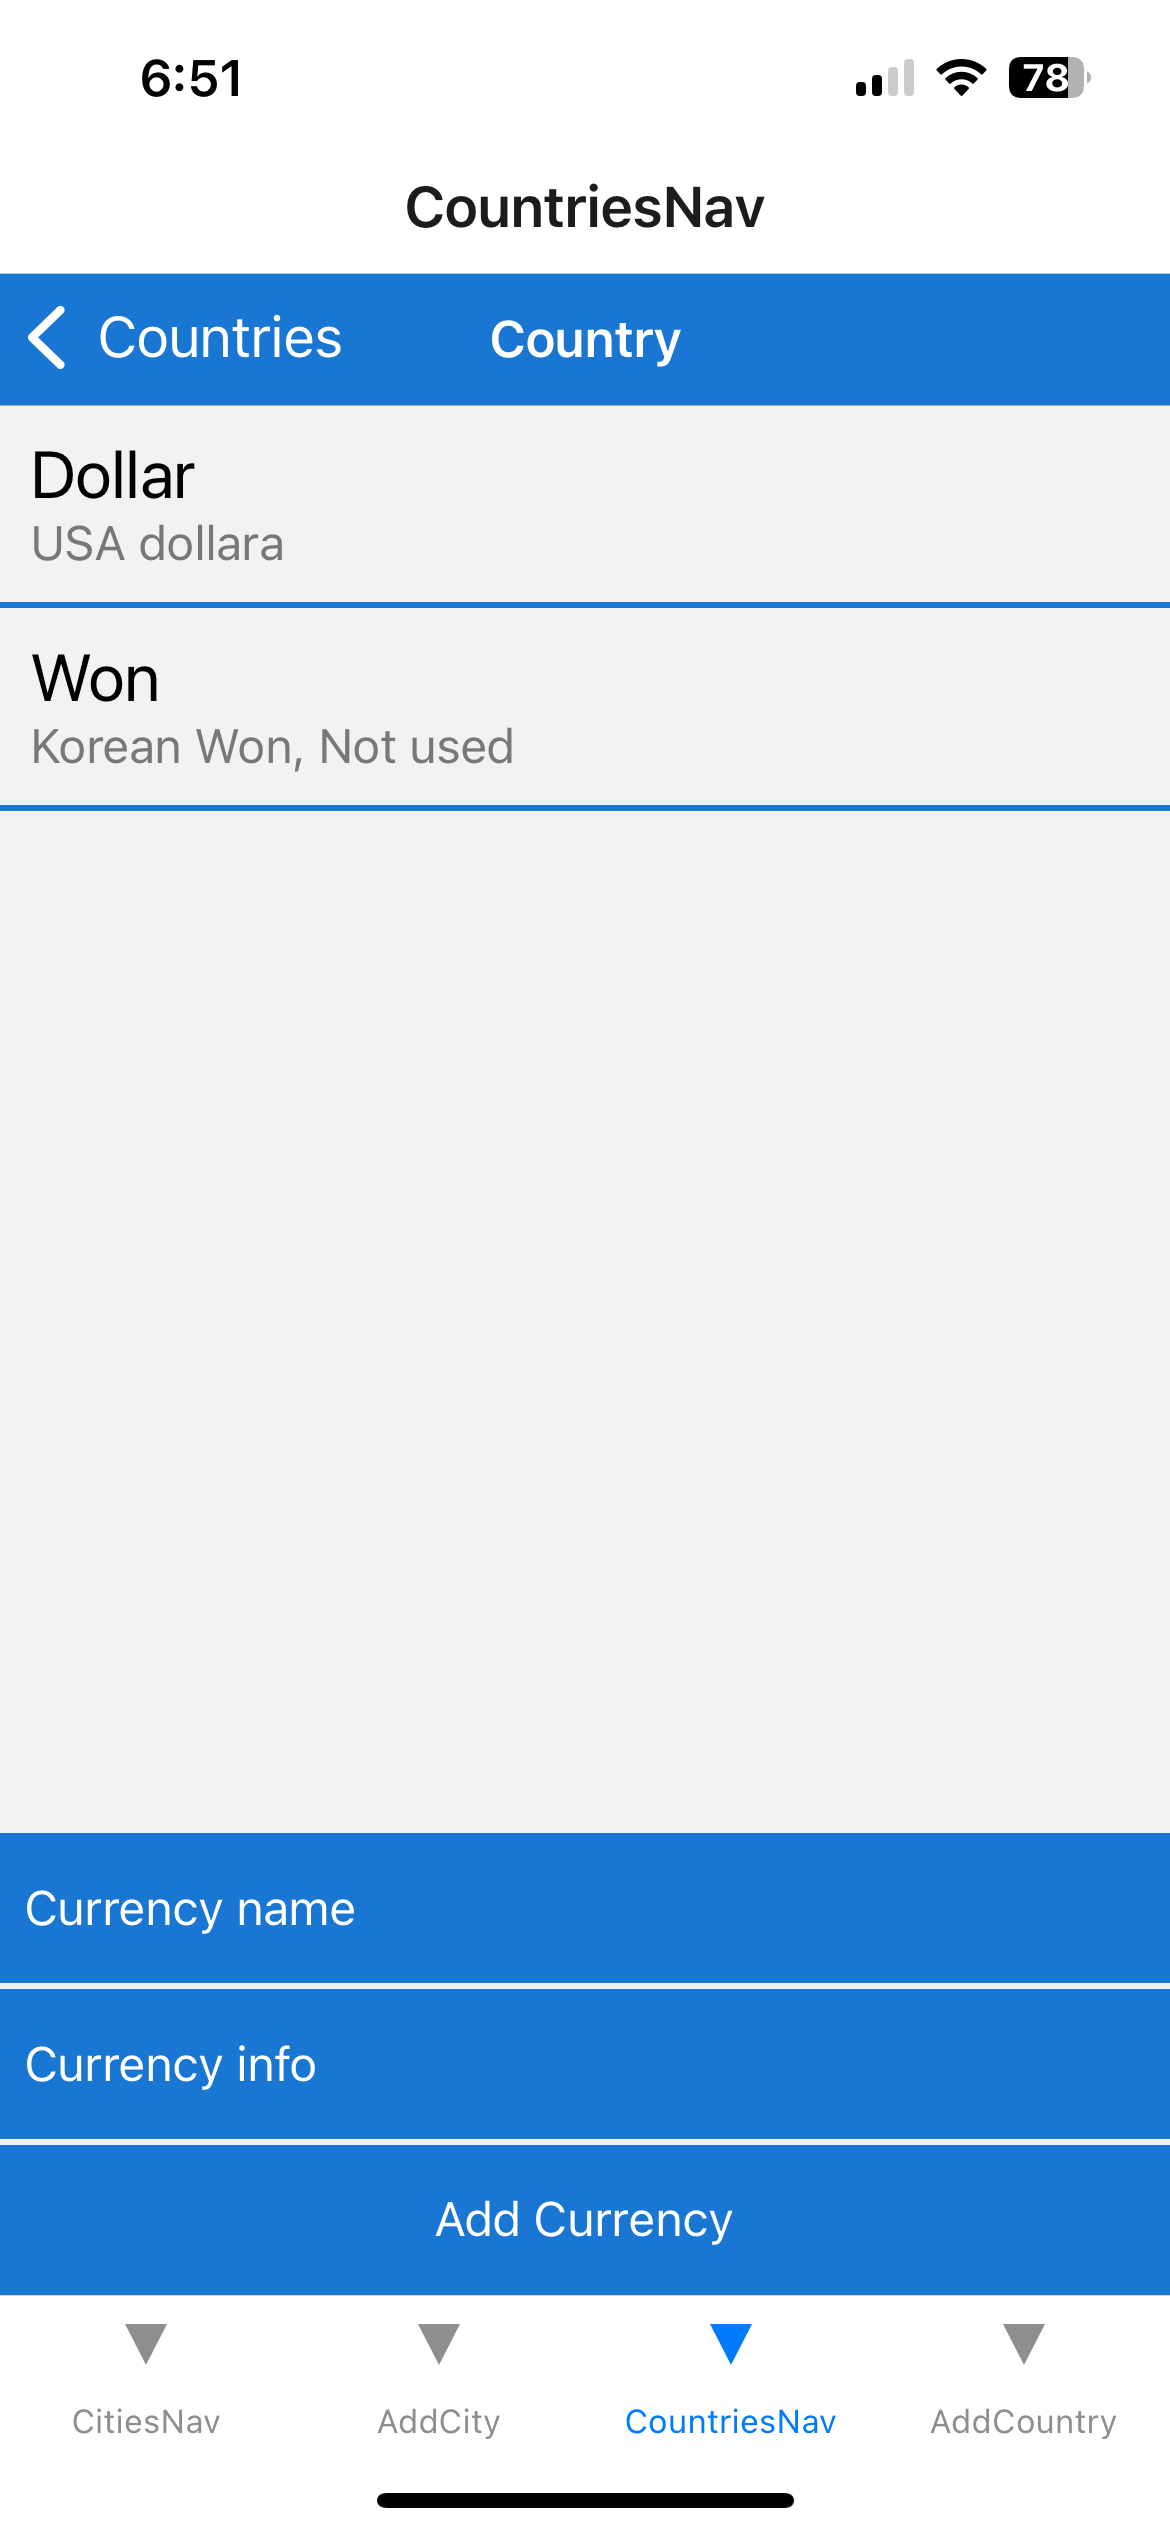 6:51
78
CountriesNav
Countries
Country
Dollar
USA dollara
Won
Korean Won, Not used
Currency name
Currency info
Add Currency
CitiesNav
AddCity
CountriesNav
AddCountry